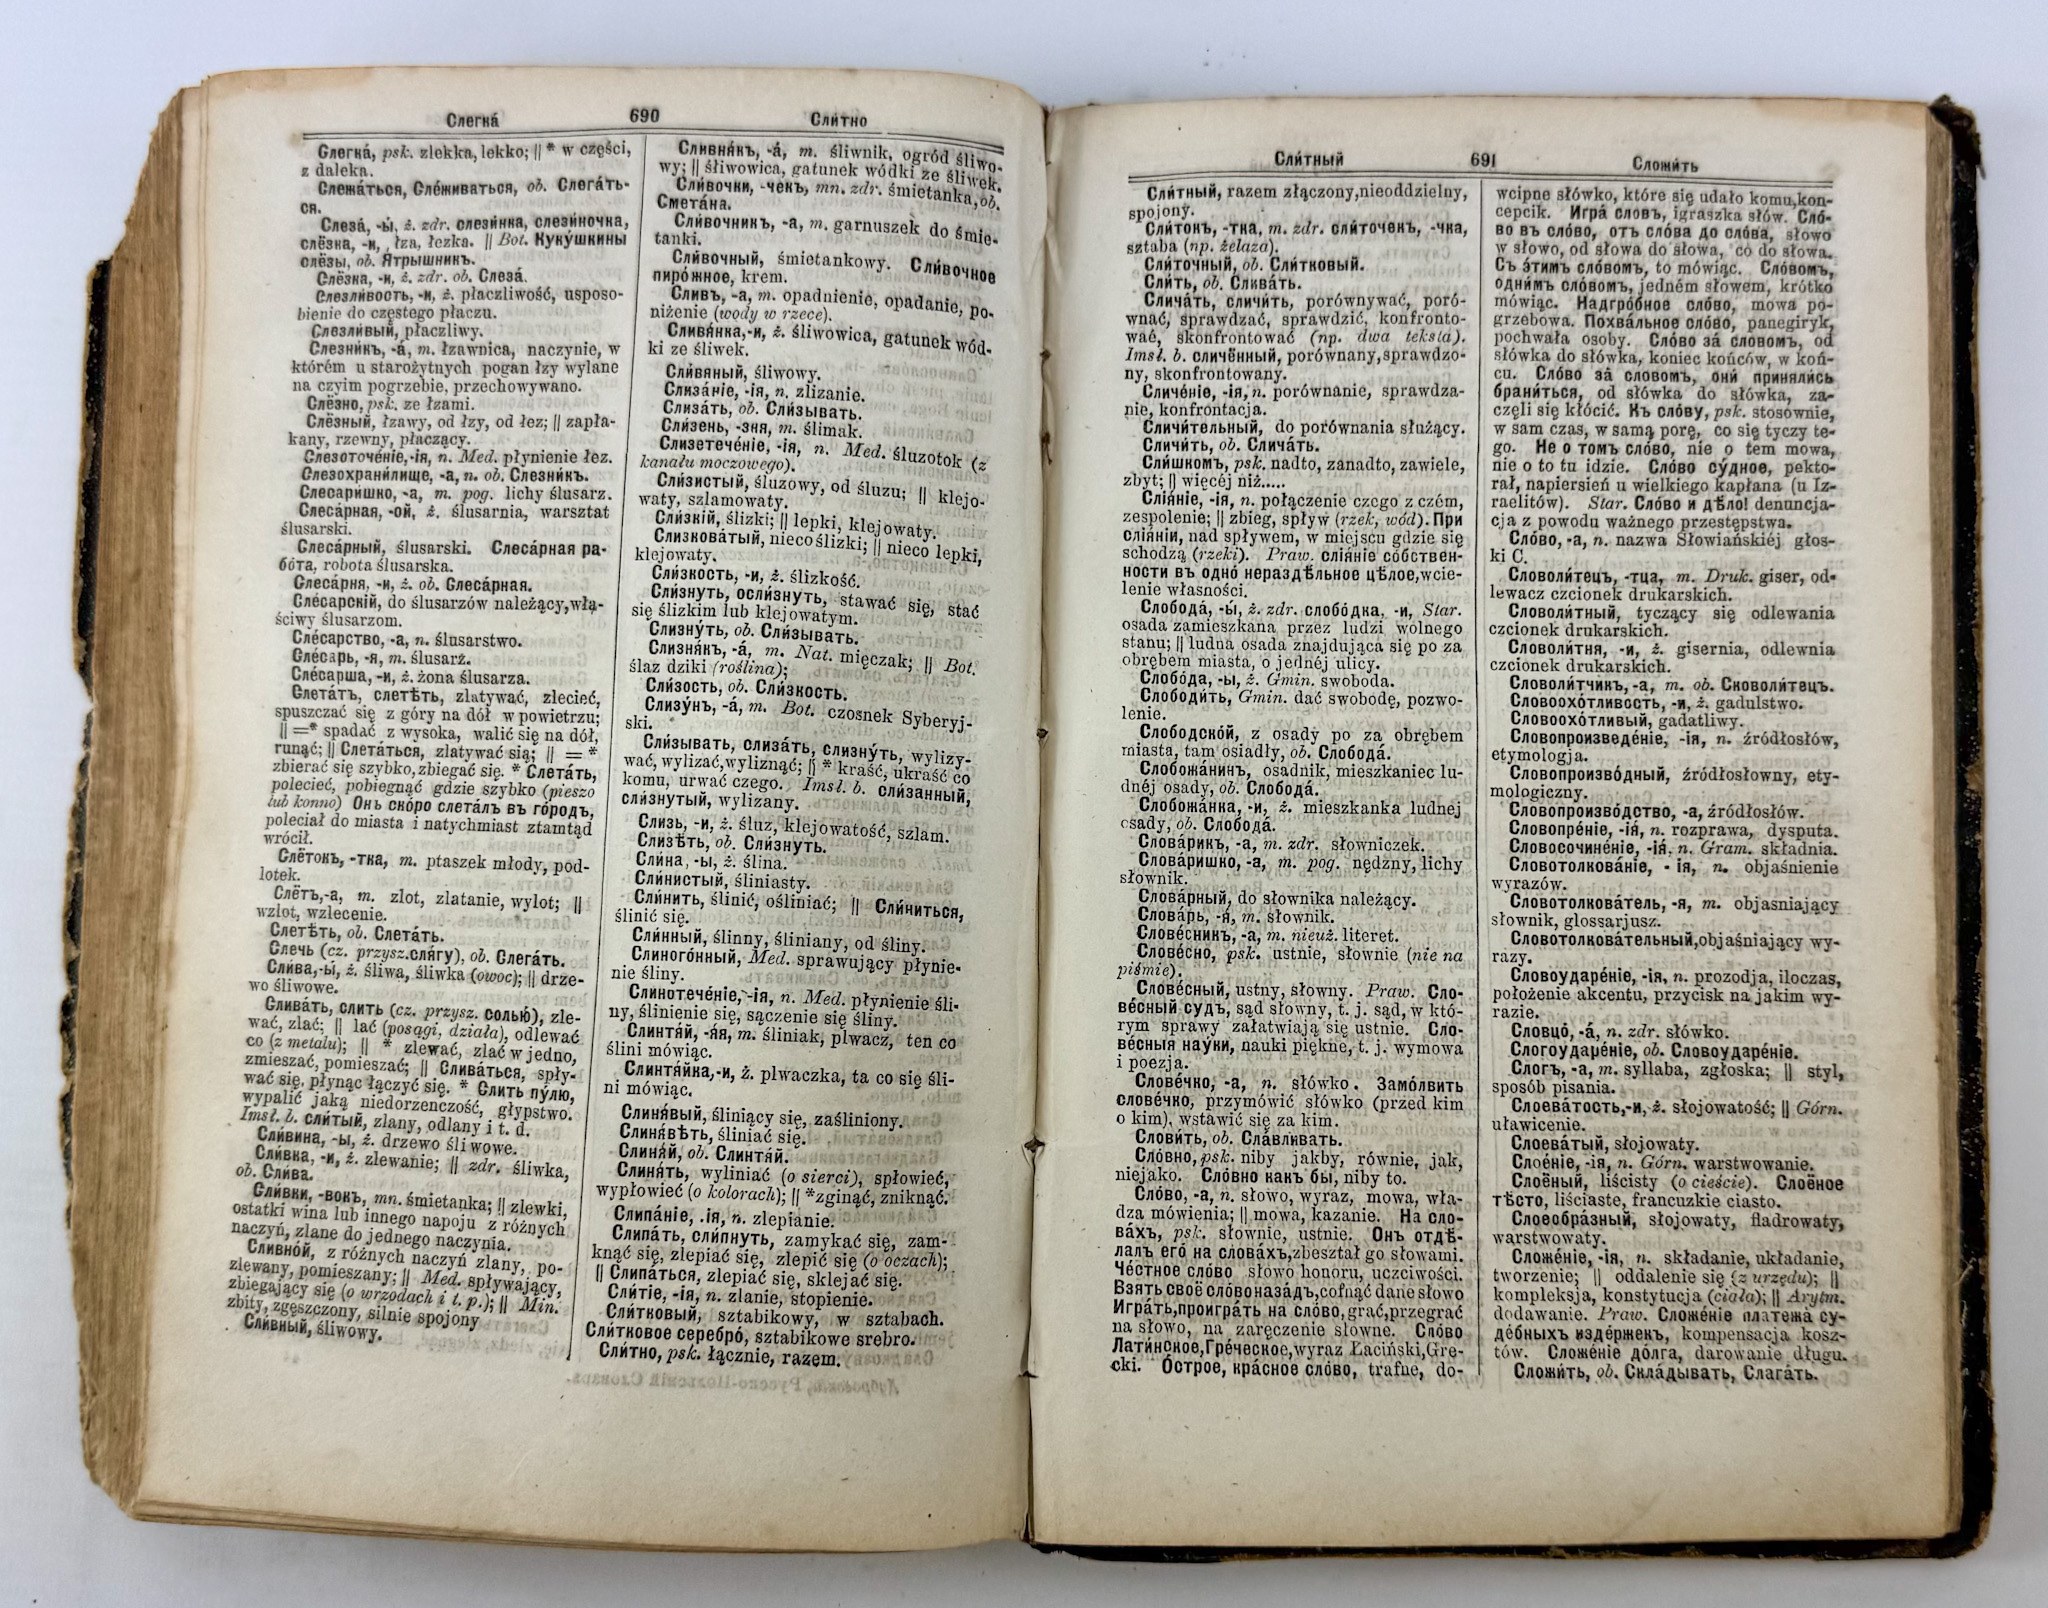 Слегка́
690
Сли́тно
Слегка́, psk. zlekka, lekko; || * w części,
z daleka.
Слежа́ться, Слёживаться, ob. Слега́ть-
ся.
Слеза́, -ы́, ż. zdr. слези́нка, слези́ночка,
слёзка, -и, łza, łezka. || Bot. Куку́шкины
слёзы, ob. Я́трышникъ.
Слёзка, -и, ż. zdr. ob. Слеза́.
Слезли́вость, -и, ż. płaczliwość, usposo-
bienie do częstego płaczu.
Слезли́вый, płaczliwy.
Слезни́къ, -а́, m. łzawnica, naczynie, w
którém u starożytnych pogan łzy wylane
na czyim pogrzebie, przechowywano.
Слёзно, psk. ze łzami.
Слёзный, łzawy, od łzy, od łez; || zapła-
kany, rzewny, płaczący.
Слезоточе́ніе, -ія, n. Med. płynienie łez.
Слезохрани́лище, -а, n. ob. Слезни́къ.
Слесари́шко, -а, m. pog. lichy ślusarz.
Слеса́рная, -ой, ż. ślusarnia, warsztat
ślusarski.
Слеса́рный, ślusarski. Слеса́рная ра-
бо́та, robota ślusarska.
Слеса́рня, -и, ż. ob. Слеса́рная.
Сле́сарскій, do ślusarzów należący, wła-
ściwy ślusarzom.
Сле́сарство, -а, n. ślusarstwo.
Сле́сарь, -я, m. ślusarz.
Сле́сарша, -и, ż. żona ślusarza.
Слета́ть, слетѣ́ть, zlatywać, zlecieć,
spuszczać się z góry na dół w powietrzu;
|| =* spadać z wysoka, walić się na dół,
runąć; || Слета́ться, zlatywać sią; || = *
zbierać się szybko, zbiegać się. * Слета́ть,
polecieć, pobiegnąć gdzie szybko (pieszo
lub konno) Онъ ско́ро слета́лъ въ го́родъ,
poleciał do miasta i natychmiast ztamtąd
wrócił.
Слётокъ, -тка, m. ptaszek młody, pod-
lotek.
Слётъ, -а, m. zlot, zlatanie, wylot; ||
wzlot, wzlecenie.
Слетѣ́ть, ob. Слета́ть.
Слечь (cz. przysz. сля́гу), ob. Слега́ть.
Сли́ва, -ы́, ż. śliwa, śliwka (owoc); || drze-
wo śliwowe.
Слива́ть, слить (cz. przysz. солью́), zle-
wać, zlać; || lać (posągi, działa), odlewać
co (z metalu); || * zlewać, zlać w jedno,
zmieszać, pomieszać; || Слива́ться, spły-
wać się, płynąc łączyć się. * Слить пу́лю,
wypalić jaką niedorzenczość, głypstwo.
Imsł. b. сли́тый, zlany, odlany i t. d.
Сли́вина, -ы, ż. drzewo śliwowe.
Сли́вка, -и, ż. zlewanie; || zdr. śliwka,
ob. Сли́ва.
Сли́вки, -вокъ, mn. śmietanka; || zlewki,
ostatki wina lub innego napoju z różnych
naczyń, zlane do jednego naczynia.
Сливно́й, z różnych naczyń zlany, po-
zlewany, pomieszany; || Med. spływający,
zbiegający się (o wrzodach i t. p.); || Min.
zbity, zgęszczony, silnie spojony
Сли́вный, śliwowy.
Сливня́къ, -а́, m. śliwnik, ogród śliwo-
wy; || śliwowica, gatunek wódki ze śliwek.
Сли́вочки, -чекъ, mn. zdr. śmietanka, ob.
Смета́на.
Сли́вочникъ, -а, m. garnuszek do śmie-
tanki.
Сли́вочный, śmietankowy. Сли́вочное
пиро́жное, krem.
Сливъ, -а, m. opadnienie, opadanie, po-
niżenie (wody w rzece).
Сливя́нка, -и, ż. śliwowica, gatunek wód-
ki ze śliwek.
Сливя́ный, śliwowy.
Слиза́ніе, -ія, n. zlizanie.
Слиза́ть, ob. Сли́зывать.
Сли́зень, -зня, m. ślimak.
Слизетече́ніе, -ія, n. Med. śluzotok (z
kanału moczowego).
Сли́зистый, śluzowy, od śluzu; || klejo-
waty, szlamowaty.
Сли́зкій, ślizki; || lepki, klejowaty.
Слизкова́тый, nieco ślizki; || nieco lepki,
klejowaty.
Сли́зкость, -и, ż. ślizkość.
Сли́знуть, осли́знуть, stawać się, stać
się ślizkim lub klejowatym.
Слизну́ть, ob. Сли́зывать.
Слизня́къ, -а́, m. Nat. mięczak; || Bot.
ślaz dziki (roślina);
Сли́зость, ob. Сли́зкость.
Слизу́нъ, -а́, m. Bot. czosnek Syberyj-
ski.
Сли́зывать, слиза́ть, слизну́ть, wylizy-
wać, wylizać, wyliznąć; || * kraść, ukraść co
komu, urwać czego. Imsł. b. сли́занный,
сли́знутый, wylizany.
Слизь, -и, ż. śluz, klejowatość, szlam.
Слизѣ́ть, ob. Сли́знуть.
Сли́на, -ы, ż. ślina.
Сли́нистый, śliniasty.
Сли́нить, ślinić, ośliniać; || Сли́ниться,
ślinić się.
Сли́нный, ślinny, śliniany, od śliny.
Слиного́нный, Med. sprawujący płynie-
nie śliny.
Слинотече́ніе, -ія, n. Med. płynienie śli-
ny, ślinienie się, sączenie się śliny.
Слинтя́й, -я́я, m. śliniak, plwacz, ten co
ślini mówiąc.
Слинтя́йка, -и, ż. plwaczka, ta co się śli-
ni mówiąc.
Слиня́вый, śliniący się, zaśliniony.
Слиня́вѣть, śliniać się.
Слиня́й, ob. Слинтя́й.
Слиня́ть, wyliniać (o sierci), spłowieć,
wypłowieć (o kolorach); || *zginąć, zniknąć.
Слипа́ніе, .ія, n. zlepianie.
Слипа́ть, сли́пнуть, zamykać się, zam-
knąć się, zlepiać się, zlepić się (o oczach);
|| Слипа́ться, zlepiać się, sklejać się.
Сли́тіе, -ія, n. zlanie, stopienie.
Сли́тковый, sztabikowy, w sztabach.
Сли́тковое серебро́, sztabikowe srebro.
Сли́тно, psk. łącznie, razem.
Сли́тный
691
Сложи́ть
Сли́тный, razem złączony, nieoddzielny,
spojony.
Сли́токъ, -тка, m. zdr. сли́точекъ, -чка,
sztaba (np. żelaza).
Сли́точный, ob. Сли́тковый.
Сли́ть, ob. Слива́ть.
Слича́ть, сличи́ть, porównywać, poró-
wnać, sprawdzać, sprawdzić, konfronto-
wać, skonfrontować (np. dwa teksta).
Imsł. b. сличённый, porównany, sprawdzo-
ny, skonfrontowany.
Сличе́ніе, -ія, n. porównanie, sprawdza-
nie, konfrontacja.
Сличи́тельный, do porównania służący.
Сличи́ть, ob. Слича́ть.
Сли́шкомъ, psk. nadto, zanadto, zawiele,
zbyt; || więcéj niż.....
Слія́ніе, -ія, n. połączenie czego z czém,
zespolenie; || zbieg, spływ (rzek, wód). При
слія́ніи, nad spływem, w miejscu gdzie się
schodzą (rzeki). Praw. слія́ніе со́бствен-
ности въ одно́ нераздѣ́льное цѣ́лое, wcie-
lenie własności.
Слобода́, -ы́, ż. zdr. слобо́дка, -и, Star.
osada zamieszkana przez ludzi wolnego
stanu; || ludna osada znajdująca się po za
obrębem miasta, o jednéj ulicy.
Слобо́да, -ы, ż. Gmin. swoboda.
Слободи́ть, Gmin. dać swobodę, pozwo-
lenie.
Слободско́й, z osady po za obrębem
miasta, tam osiadły, ob. Слобода́.
Слобожа́нинъ, osadnik, mieszkaniec lu-
dnéj osady, ob. Слобода́.
Слобожа́нка, -и, ż. mieszkanka ludnej
osady, ob. Слобода́.
Слова́рикъ, -а, m. zdr. słowniczek.
Слова́ришко, -а, m. pog. nędzny, lichy
słownik.
Слова́рный, do słownika należący.
Слова́рь, -я́, m. słownik.
Слове́сникъ, -а, m. nieuż. literet.
Слове́сно, psk. ustnie, słownie (nie na
piśmie).
Слове́сный, ustny, słowny. Praw. Сло-
ве́сный судъ, sąd słowny, t. j. sąd, w któ-
rym sprawy załatwiają się ustnie. Сло-
ве́сныя нау́ки, nauki piękne, t. j. wymowa
i poezja.
Слове́чко, -а, n. słówko. Замо́лвить
слове́чко, przymówić słówko (przed kim
o kim), wstawić się za kim.
Слови́ть, ob. Сла́вливать.
Сло́вно, psk. niby jakby, równie, jak,
niejako. Сло́вно какъ бы, niby to.
Сло́во, -а, n. słowo, wyraz, mowa, wła-
dza mówienia; || mowa, kazanie. На сло-
ва́хъ, psk. słownie, ustnie. Онъ отдѣ́-
лалъ его́ на слова́хъ, zbeształ go słowami.
Че́стное сло́во słowo honoru, uczciwości.
Взять своё сло́во наза́дъ, cofnąć dane słowo
Игра́ть, проигра́ть на сло́во, grać, przegrać
na słowo, na zaręczenie słowne. Сло́во
Лати́нское, Гре́ческое, wyraz Łaciński, Gre-
cki. О́строе, кра́сное сло́во, trafne, do-
wcipne słówko, które się udało komu, kon-
cepcik. Игра́ словъ, igraszka słów. Сло́-
во въ сло́во, отъ сло́ва до сло́ва, słowo
w słowo, od słowa do słowa, co do słowa.
Съ э́тимъ сло́вомъ, to mówiąc. Сло́вомъ,
одни́мъ сло́вомъ, jedném słowem, krótko
mówiąc. Надгро́бное сло́во, mowa po-
grzebowa. Похва́льное сло́во, panegiryk,
pochwała osoby. Сло́во за сло́вомъ, od
słówka do słówka, koniec końców, w koń-
cu. Сло́во за́ словомъ, они́ приняли́сь
брани́ться, od słówka do słówka, za-
częli się kłócić. Къ сло́ву, psk. stosownie,
w sam czas, w samą porę, co się tyczy te-
go. Не о томъ сло́во, nie o tem mowa,
nie o to tu idzie. Сло́во су́дное, pekto-
rał, napiersień u wielkiego kapłana (u Iz-
raelitów). Star. Сло́во и дѣ́ло! denuncja-
cja z powodu ważnego przestępstwa.
Сло́во, -а, n. nazwa Słowiańskiéj głos-
ki С.
Словоли́тецъ, -тца, m. Druk. giser, od-
lewacz czcionek drukarskich.
Словоли́тный, tyczący się odlewania
czcionek drukarskich.
Словоли́тня, -и, ż. gisernia, odlewnia
czcionek drukarskich.
Словоли́тчикъ, -а, m. ob. Сковоли́тецъ.
Словоохо́тливость, -и, ż. gadulstwo.
Словоохо́тливый, gadatliwy.
Словопроизведе́ніе, -ія, n. źródłosłów,
etymologja.
Словопроизво́дный, źródłosłowny, ety-
mologiczny.
Словопроизво́дство, -а, źródłosłów.
Словопре́ніе, -ія, n. rozprawa, dysputa.
Словосочине́ніе, -ія, n. Gram. składnia.
Словотолкова́ніе, - ія, n. objaśnienie
wyrazów.
Словотолкова́тель, -я, m. objasniający
słownik, glossarjusz.
Словотолкова́тельный, objaśniający wy-
razy.
Словоударе́ніе, -ія, n. prozodja, iloczas,
położenie akcentu, przycisk na jakim wy-
razie.
Словцо́, -а́, n. zdr. słówko.
Слогоударе́ніе, ob. Словоударе́ніе.
Слогъ, -а, m. syllaba, zgłoska; || styl,
sposób pisania.
Слоева́тость, -и, ż. słojowatość; || Górn.
uławicenie.
Слоева́тый, słojowaty.
Слое́ніе, -ія, n. Górn. warstwowanie.
Слоёный, liścisty (o cieście). Слоёное
тѣ́сто, liściaste, francuzkie ciasto.
Слоеобра́зный, słojowaty, fladrowaty,
warstwowaty.
Сложе́ніе, -ія, n. składanie, układanie,
tworzenie; || oddalenie się (z urzędu); ||
kompleksja, konstytucja (ciała); || Arytm.
dodawanie. Praw. Сложе́ніе платежа су-
де́бныхъ изде́ржекъ, kompensacja kosz-
tów. Сложе́ніе до́лга, darowanie długu.
Сложи́ть, ob. Скла́дывать, Слага́ть.